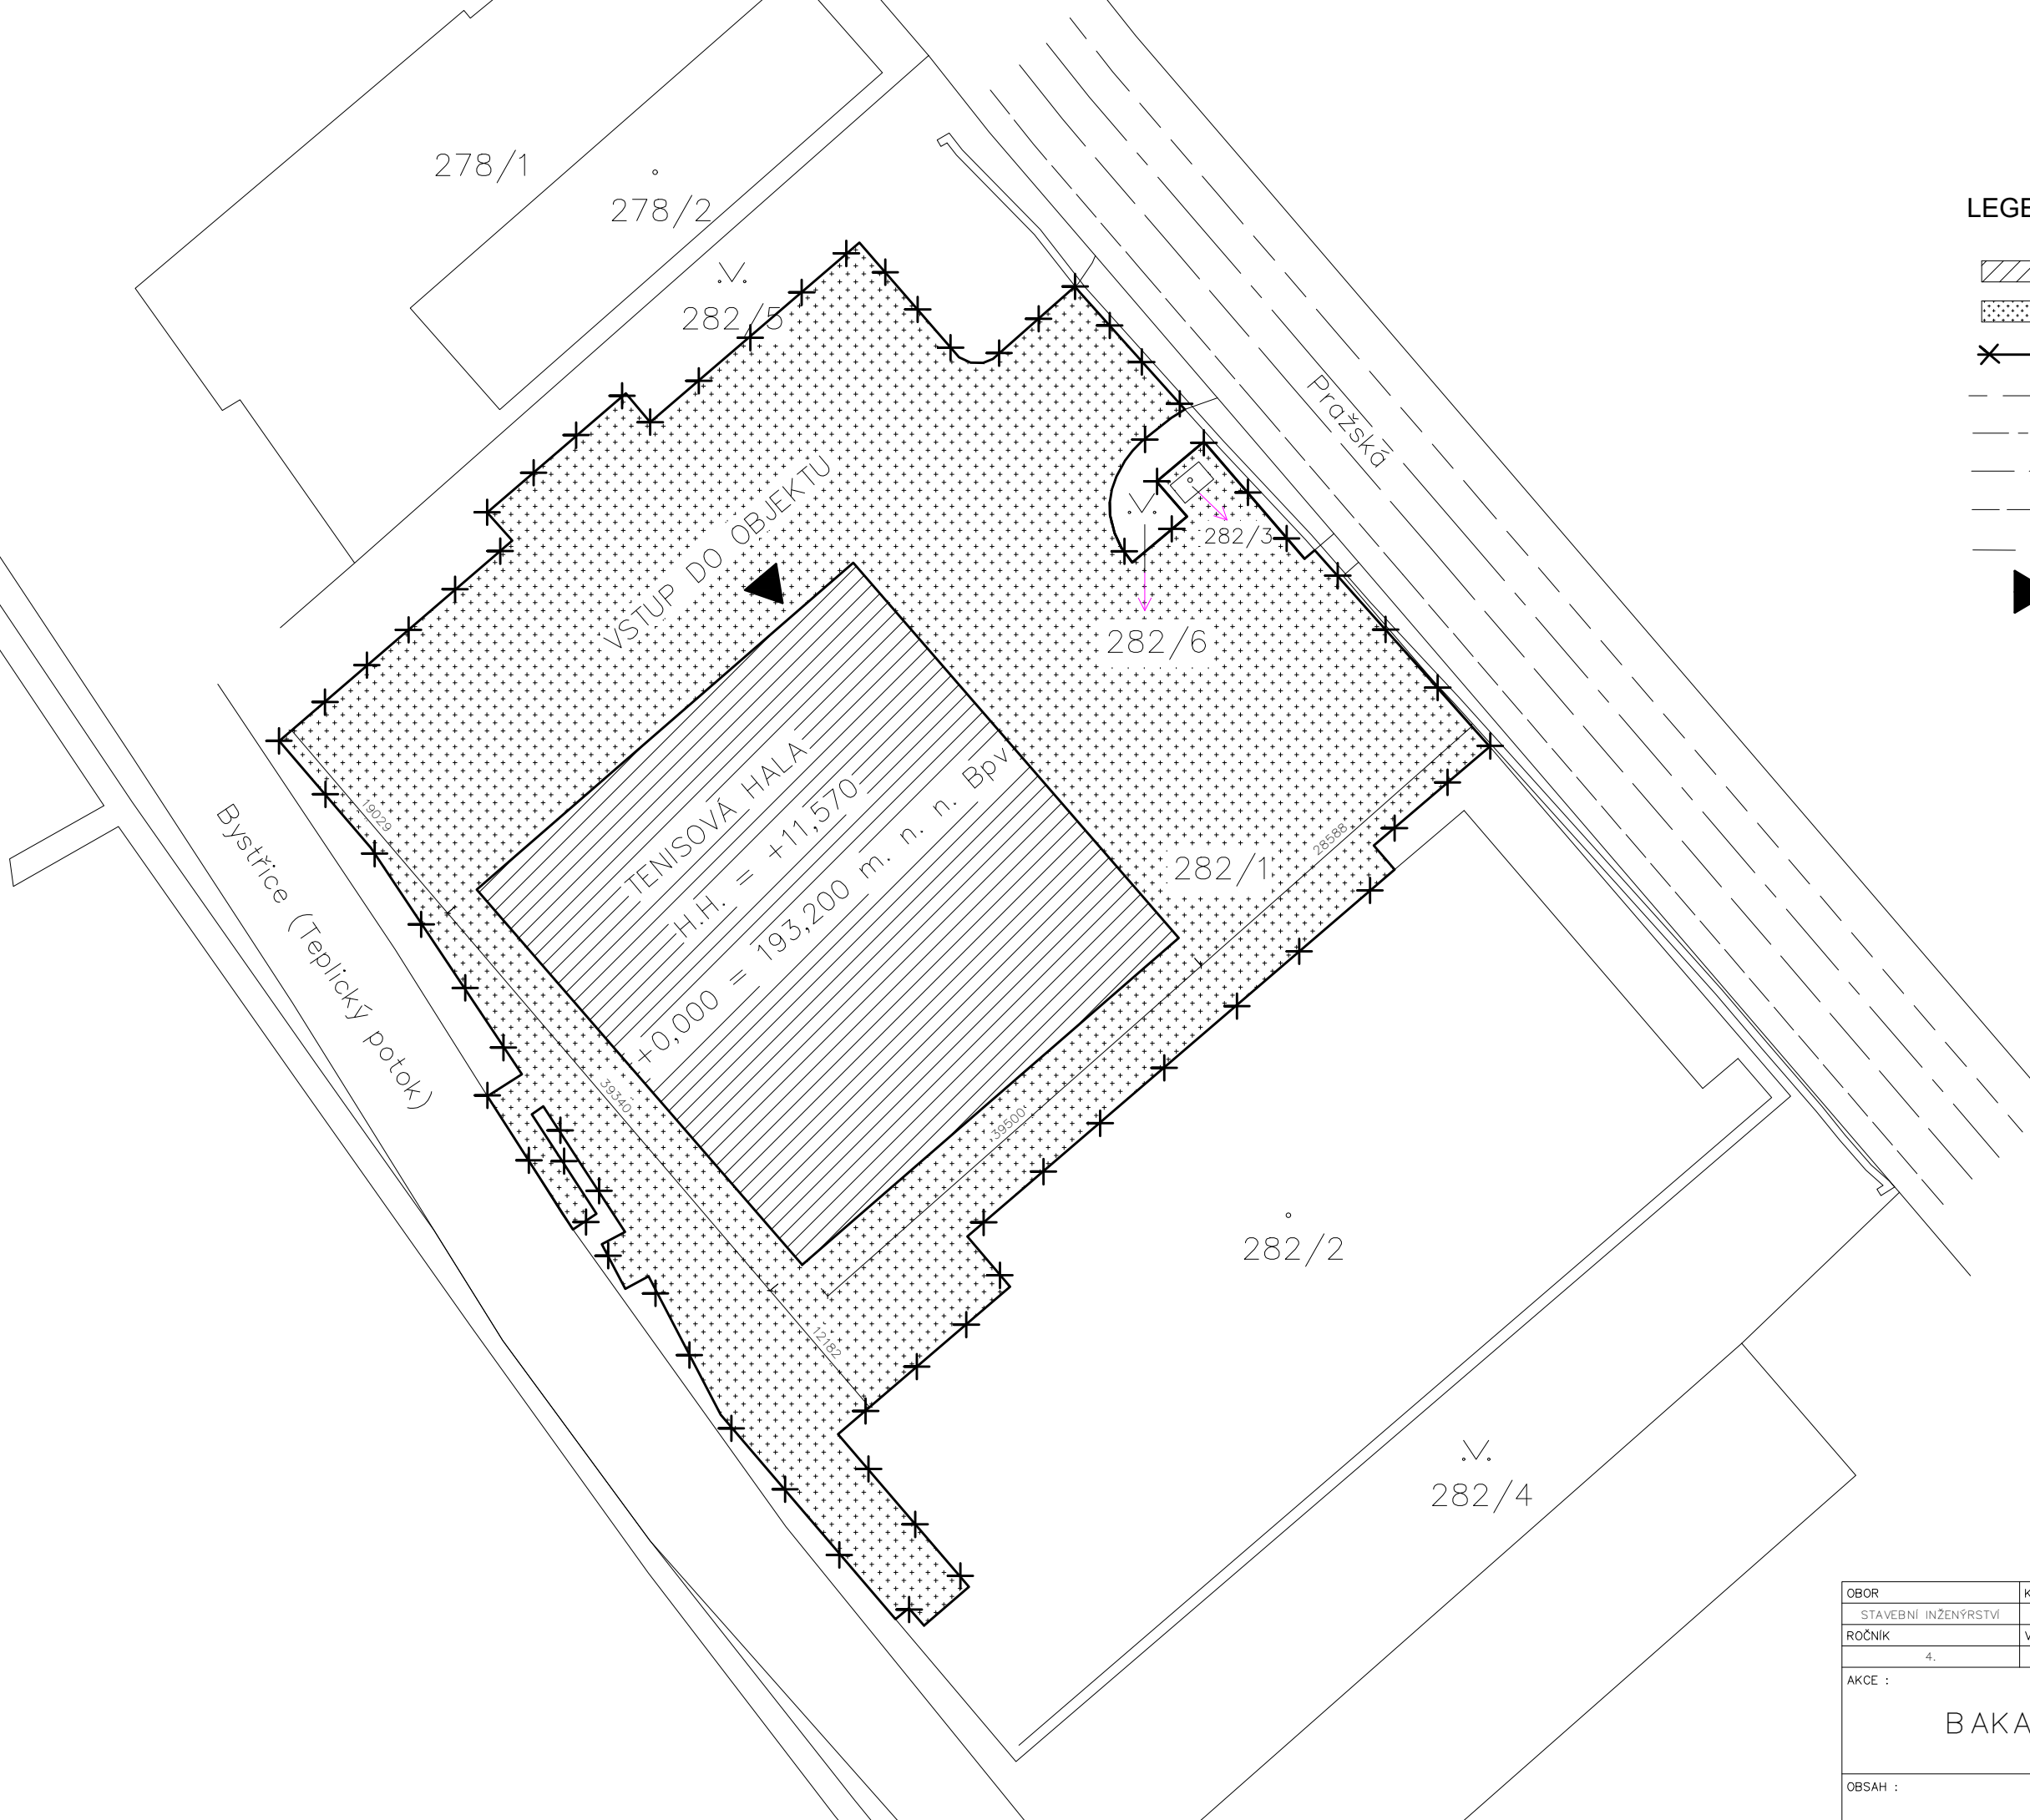 278/1
278/2
282/5
LEGE
Pražská
VSTUP DO OBJEKTU
282/3
282/6
TENISOVÁ HALA
H.H. = +11,570
+0,000 = 193,200 m. n. n. Bpv
19029
28588
282/1
Bystřice (Teplický potok)
39340
39500
12182
282/2
282/4
OBOR
K
STAVEBNÍ INŽENÝRSTVÍ
ROČNÍK
V
4.
AKCE :
BAKA
OBSAH :